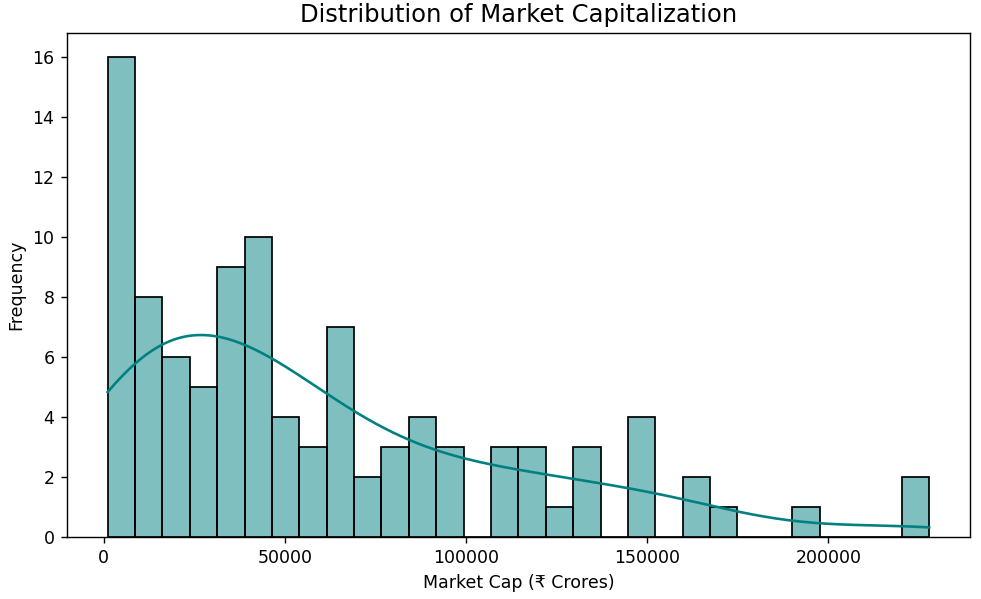 Distribution of Market Capitalization
Frequency
16
14
12
10
8
6
4
2
0
0 50000 100000 150000 200000
Market Cap (₹ Crores)